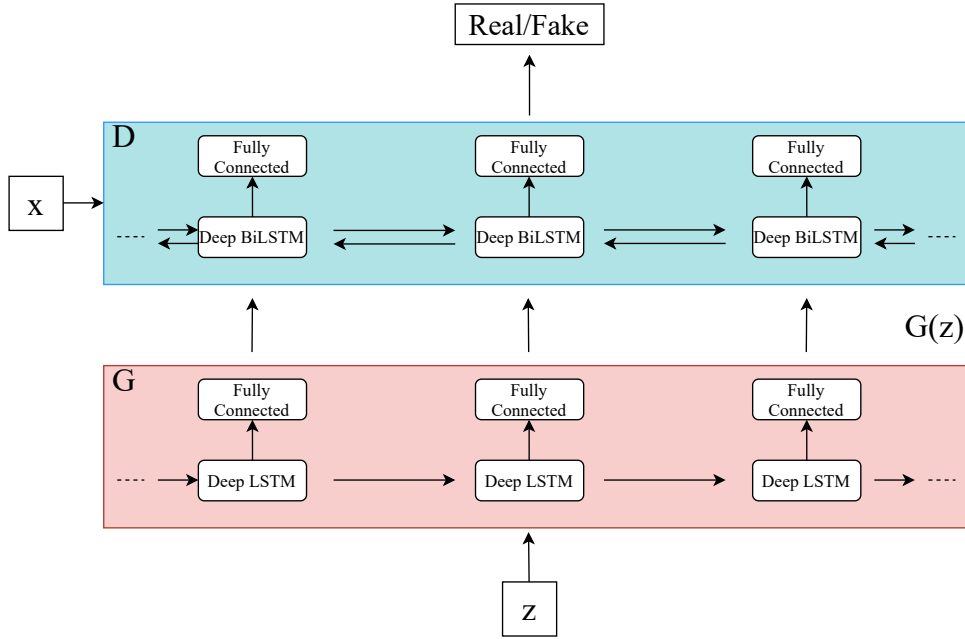 Real/Fake
D
Fully
Connected
Fully
Connected
Fully
Connected
x
Deep BiLSTM
Deep BiLSTM
Deep BiLSTM
G(z)
G
Fully
Connected
Fully
Connected
Fully
Connected
Deep LSTM
Deep LSTM
Deep LSTM
z